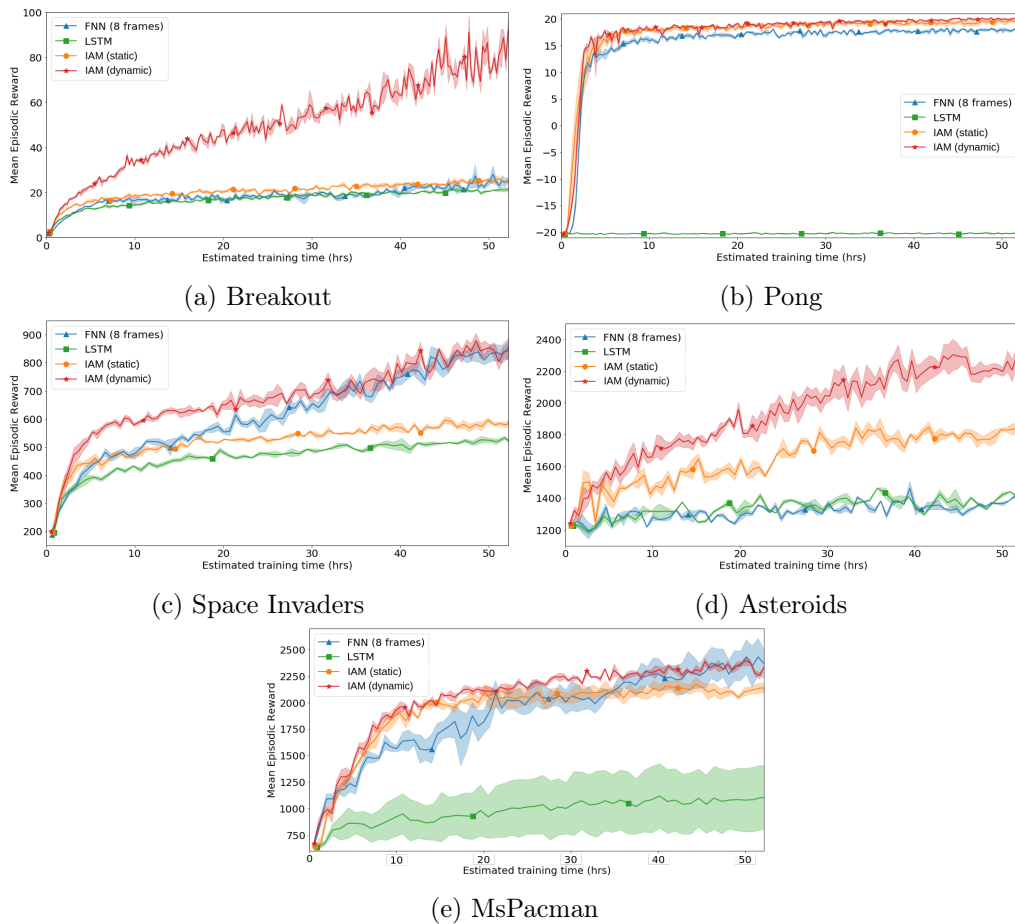 100
80
60
40
20
0
Mean Episodic Reward
FNN (8 frames)
LSTM
IAM (static)
IAM (dynamic)
0 10 20 30 40 50
Estimated training time (hrs)
(a) Breakout
20
15
10
5
0
−5
−10
−15
−20
Mean Episodic Reward
FNN (8 frames)
LSTM
IAM (static)
IAM (dynamic)
0 10 20 30 40 50
Estimated training time (hrs)
(b) Pong
900
800
700
600
500
400
300
200
Mean Episodic Reward
FNN (8 frames)
LSTM
IAM (static)
IAM (dynamic)
0 10 20 30 40 50
Estimated training time (hrs)
(c) Space Invaders
2400
2200
2000
1800
1600
1400
1200
Mean Episodic Reward
FNN (8 frames)
LSTM
IAM (static)
IAM (dynamic)
0 10 20 30 40 50
Estimated training time (hrs)
(d) Asteroids
2500
2250
2000
1750
1500
1250
1000
750
Mean Episodic Reward
FNN (8 frames)
LSTM
IAM (static)
IAM (dynamic)
0 10 20 30 40 50
Estimated training time (hrs)
(e) MsPacman